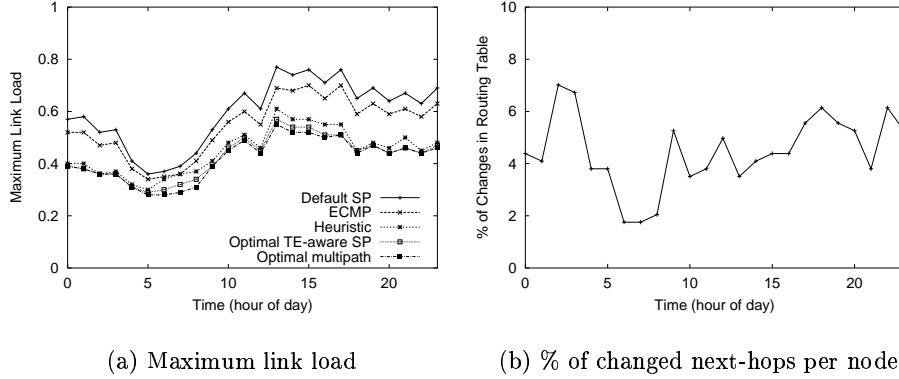 1
0.8
0.6
0.4
0.2
0
Maximum Link Load
0 5 10 15 20
Time (hour of day)
Default SP
ECMP
Heuristic
Optimal TE-aware SP
Optimal multipath
(a) Maximum link load
10
8
6
4
2
0
% of Changes in Routing Table
0 5 10 15 20
Time (hour of day)
(b) % of changed next-hops per node